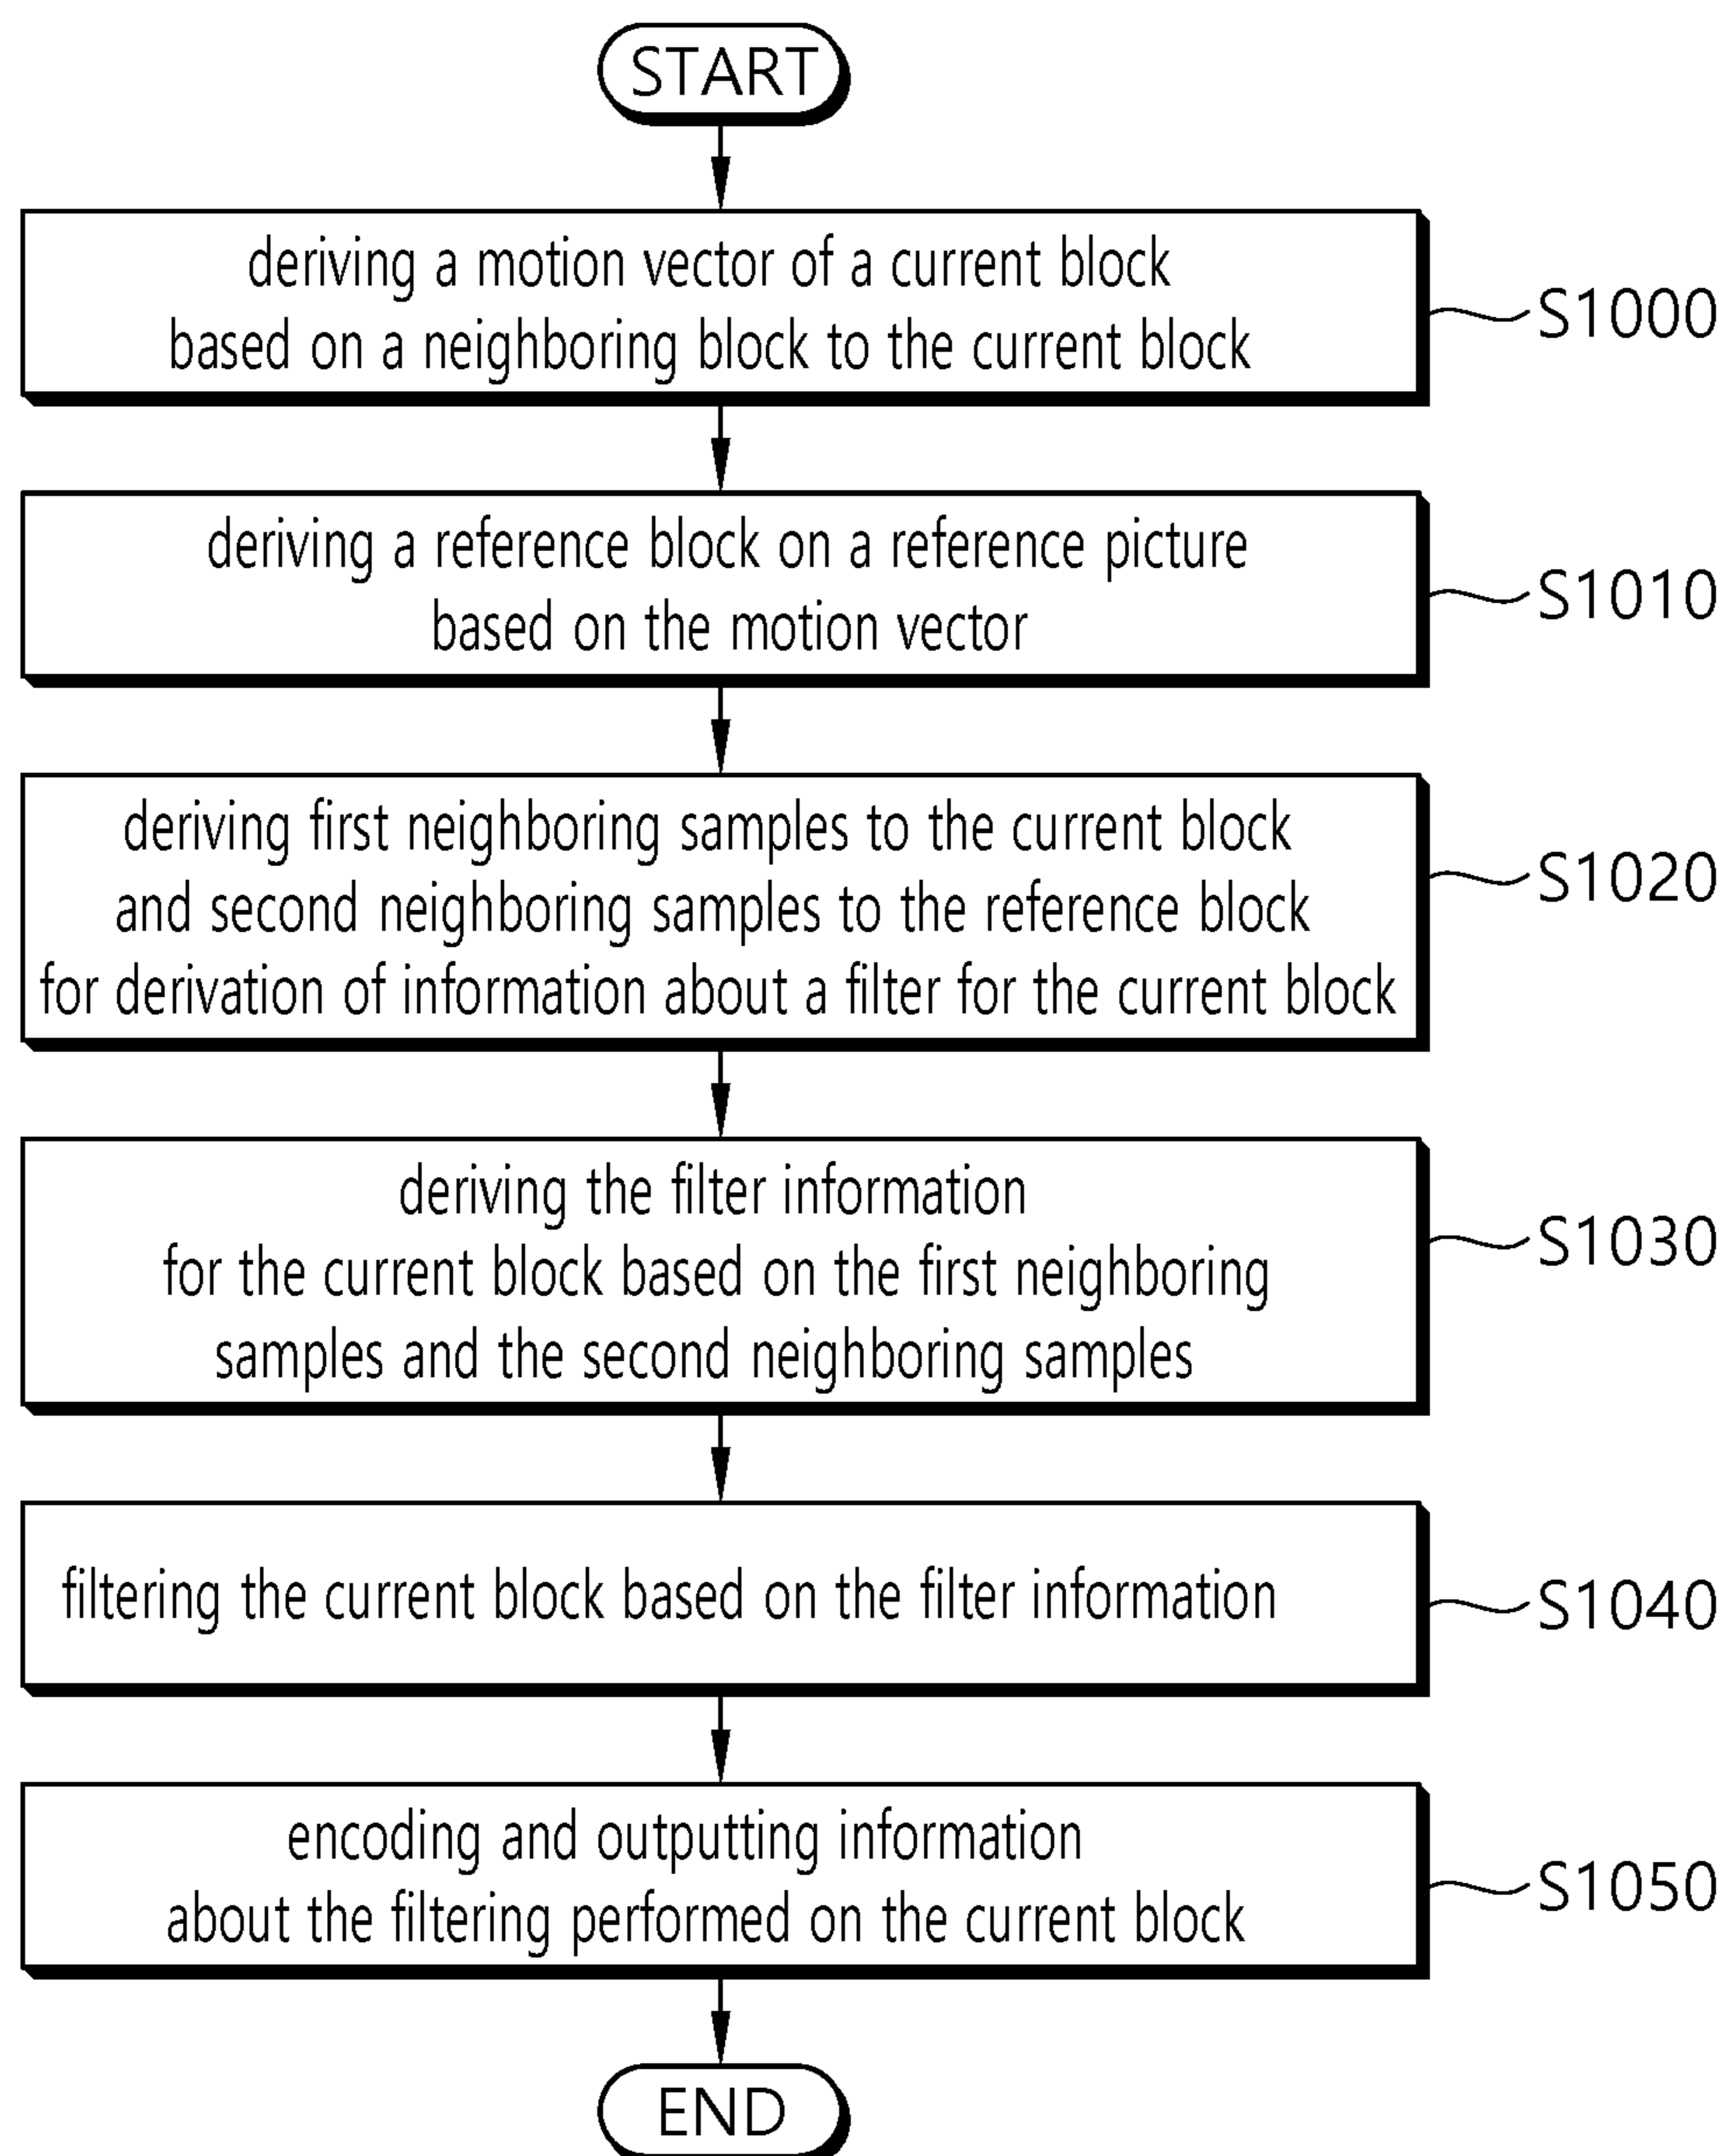 START
deriving a motion vector of a current block
based on a neighboring block to the current block
S1000
deriving a reference block on a reference picture
based on the motion vector
S1010
deriving first neighboring samples to the current block
and second neighboring samples to the reference block
for derivation of information about a filter for the current block
S1020
deriving the filter information
for the current block based on the first neighboring
samples and the second neighboring samples
S1030
filtering the current block based on the filter information
S1040
encoding and outputting information
about the filtering performed on the current block
S1050
END